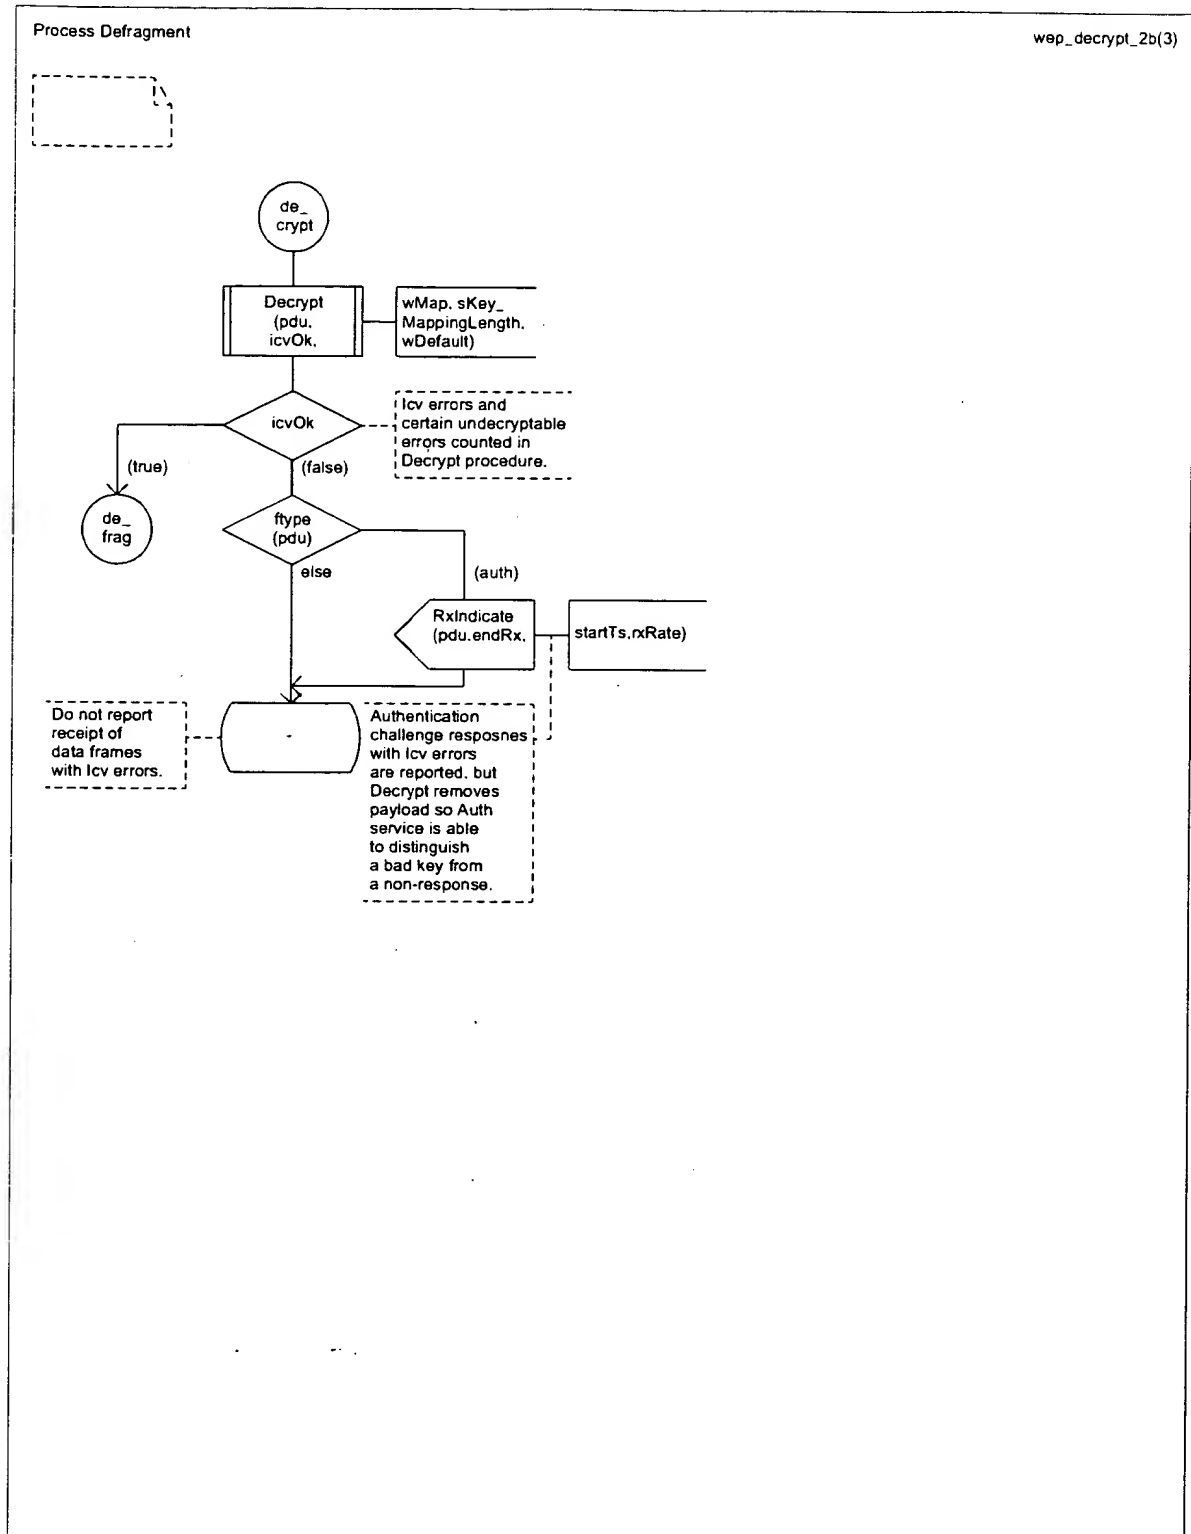 Process Defragment
wep_decrypt_2b(3)
de_
crypt
Decrypt
(pdu,
icvOk,
wMap, sKey_
MappingLength,
wDefault)
icvOk
Icv errors and
certain undecryptable
errors counted in
Decrypt procedure.
(true)
(false)
de_
frag
ftype
(pdu)
else
(auth)
RxIndicate
(pdu,endRx,
startTs,rxRate)
Do not report
receipt of
data frames
with Icv errors.
-
Authentication
challenge resposnes
with Icv errors
are reported, but
Decrypt removes
payload so Auth
service is able
to distinguish
a bad key from
a non-response.